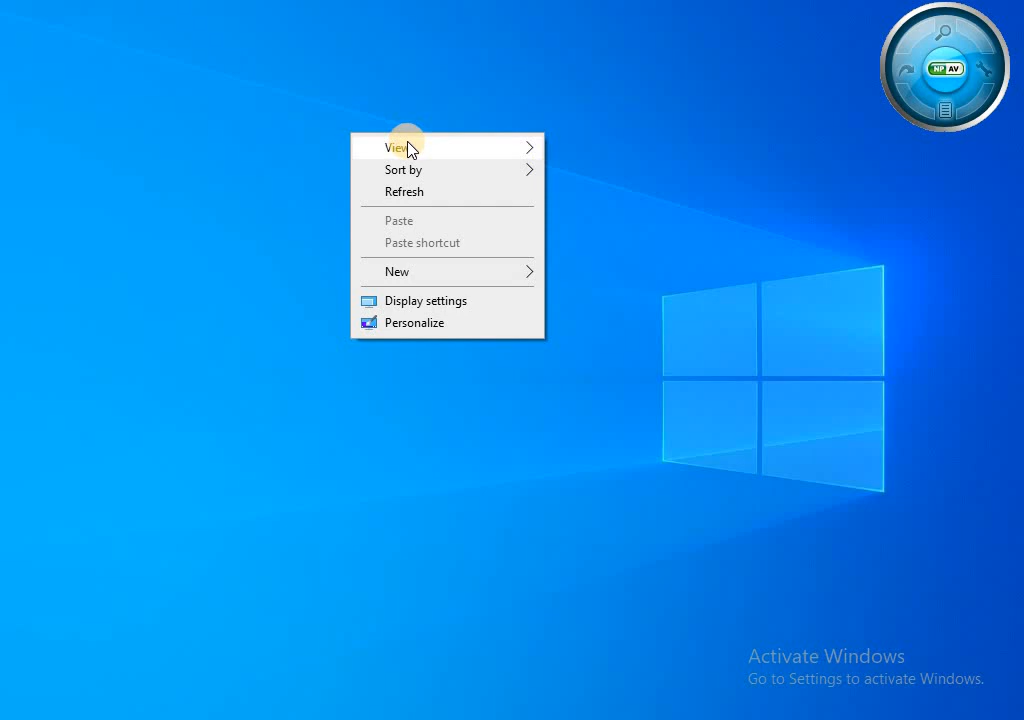 NP AV
View
Sort by
Refresh
Paste
Paste shortcut
New
Display settings
Personalize
Activate Windows
Go to Settings to activate Windows.